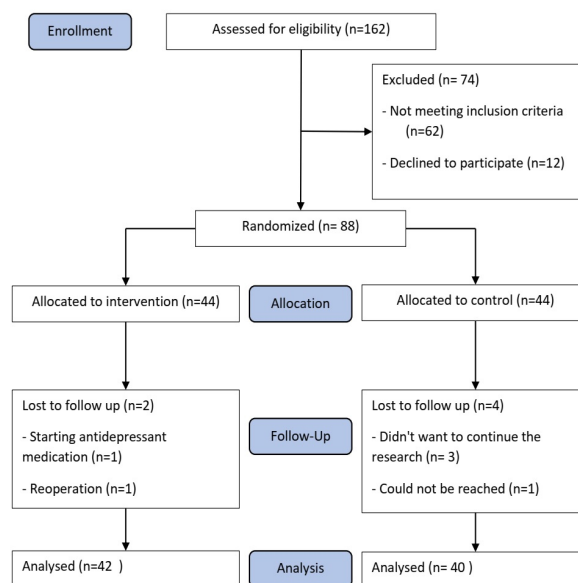 Enrollment
Assessed for eligibility (n=162)
Excluded (n= 74)
- Not meeting inclusion criteria
(n=62)
- Declined to participate (n=12)
Randomized (n= 88)
Allocated to intervention (n=44)
Allocation
Allocated to control (n=44)
Lost to follow up (n=2)
- Starting antidepressant
medication (n=1)
- Reoperation (n=1)
Follow-Up
Lost to follow up (n=4)
- Didn't want to continue the
research (n= 3)
- Could not be reached (n=1)
Analysed (n=42 )
Analysis
Analysed (n= 40 )